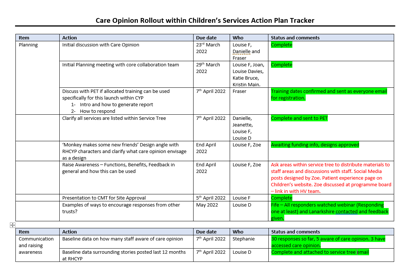 Care Opinion Rollout within Children's Services Action Plan Tracker
Item Action Due date Who Status and comments
Planning Initial discussion with Care Opinion 23rd March 2022 Louise F, Danielle and Fraser Complete
Initial Planning meeting with core collaboration team 29th March 2022 Louise F, Joan, Louise Davies, Katie Bruce, Kristin Main. Complete
Discuss with PET if allocated training can be used specifically for this launch within CYP
1- Intro and how to generate report
2- How to respond
7th April 2022 Fraser Training dates confirmed and sent as everyone email for registration.
Clarify all services are listed within Service Tree 7th April 2022 Danielle, Jeanette, Louise F, Louise D Complete and sent to PET
'Monkey makes some new friends' Design angle with RHCYP characters and clarify what care opinion envisage as a design End April 2022 Louise F, Zoe Awaiting funding info, designs approved
Raise Awareness – Functions, Benefits, Feedback in general and how this can be used End April 2022 Louise F, Zoe Ask areas within service tree to distribute materials to staff areas and discussions with staff. Social Media posts designed by Zoe. Patient experience page on Children's website. Zoe discussed at programme board – link in with HV team.
Presentation to CMT for Site Approval 5th April 2022 Louise F Complete
Examples of ways to encourage responses from other trusts? May 2022 Louise D Fife – All responders watched webinar (Responding one at least) and Lanarkshire contacted and feedback given.
Item Action Due date Who Status and comments
Communication and raising awareness Baseline data on how many staff aware of care opinion 7th April 2022 Stephanie 30 responses so far, 5 aware of care opinion, 3 have accessed care opinion
Baseline data surrounding stories posted last 12 months at RHCYP 7th April 2022 Louise D Complete and attached to service tree email